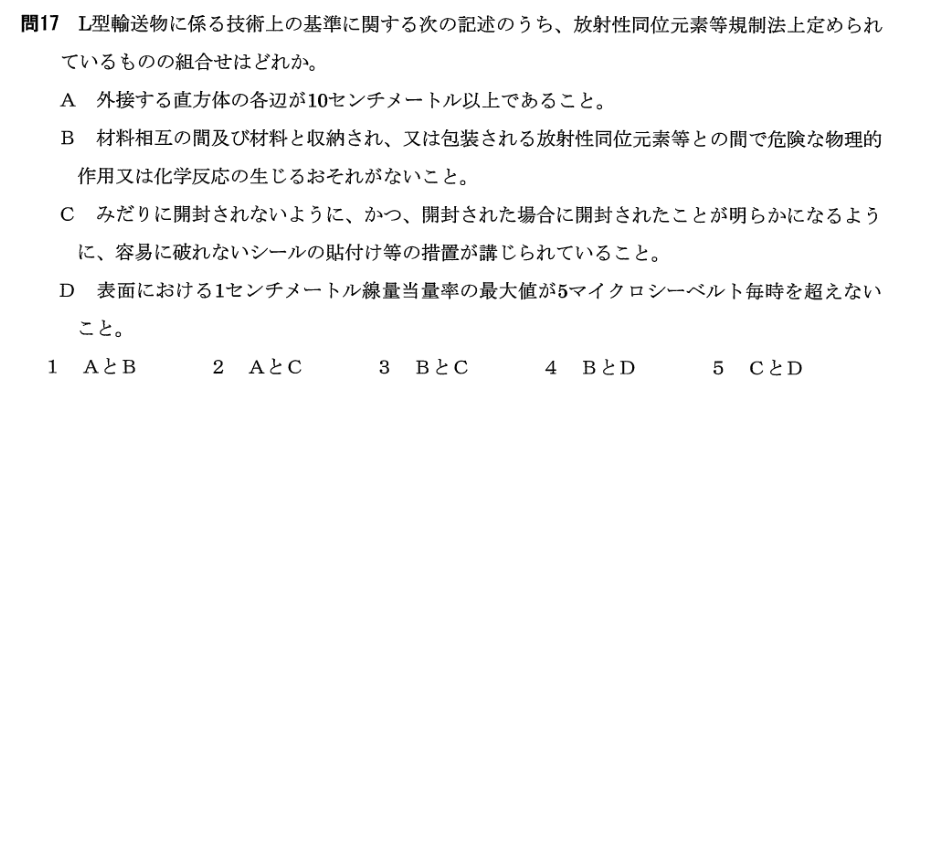 問17　L型輸送物に係る技術上の基準に関する次の記述のうち、放射性同位元素等規制法上定められ
ているものの組合せはどれか。
A　外接する直方体の各辺が10センチメートル以上であること。
B　材料相互の間及び材料と収納され、又は包装される放射性同位元素等との間で危険な物理的
作用又は化学反応の生じるおそれがないこと。
C　みだりに開封されないように、かつ、開封された場合に開封されたことが明らかになるよう
に、容易に破れないシールの貼付け等の措置が講じられていること。
D　表面における1センチメートル線量当量率の最大値が5マイクロシーベルト毎時を超えない
こと。
1　AとB　　2　AとC　　3　BとC　　4　BとD　　5　CとD